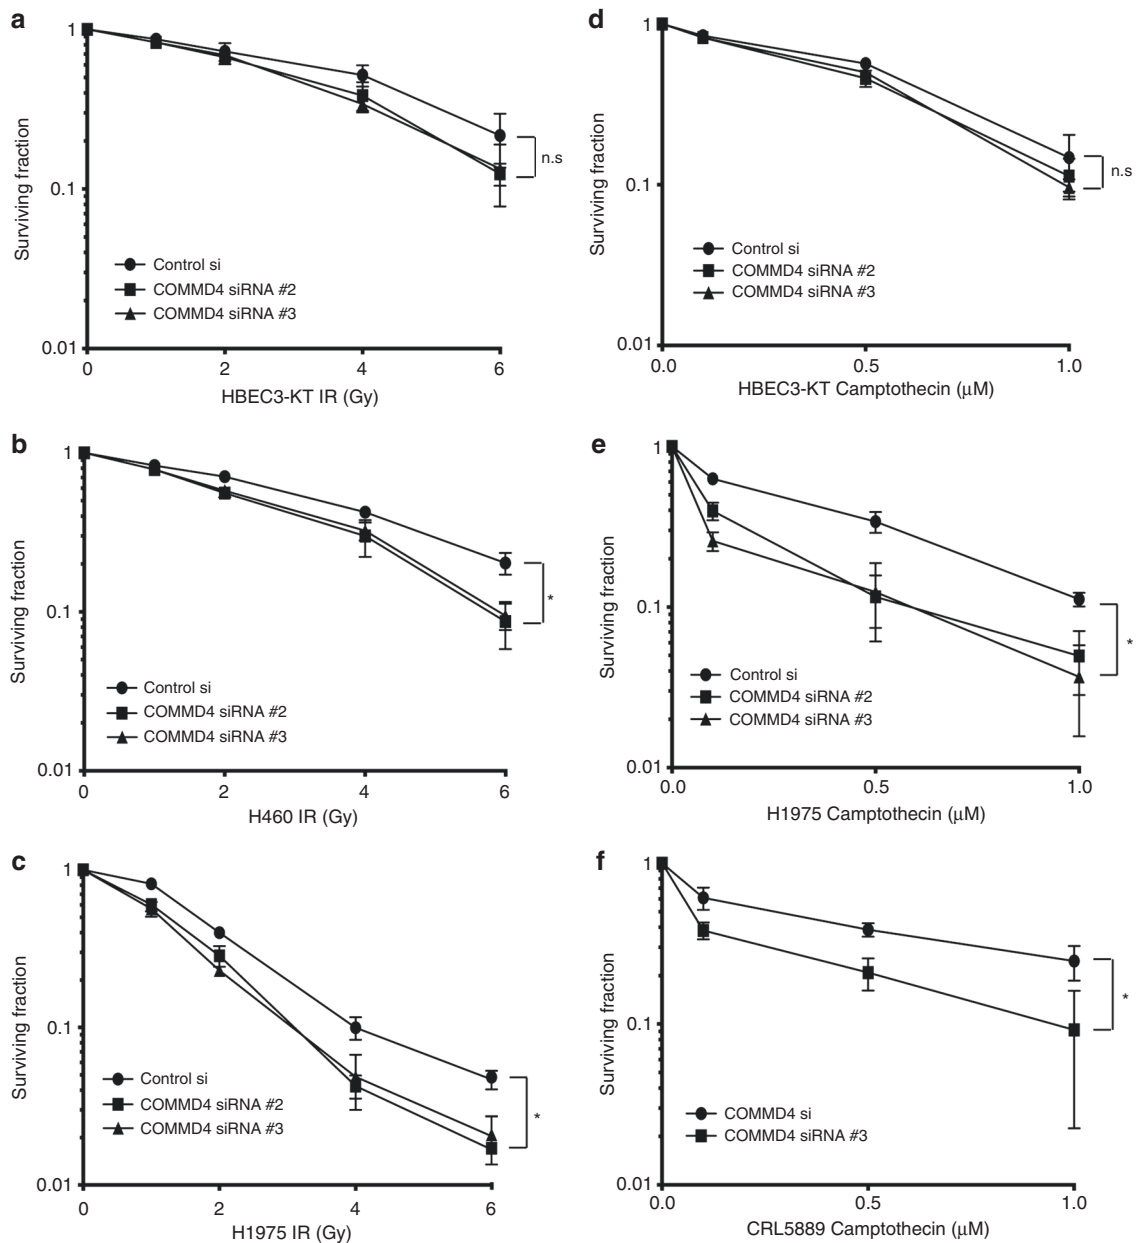 a
1
0.1
0.01
Surviving fraction
Control si
COMMD4 siRNA #2
COMMD4 siRNA #3
n.s
0 2 4 6
HBEC3-KT IR (Gy)
d
1
0.1
0.01
Surviving fraction
Control si
COMMD4 siRNA #2
COMMD4 siRNA #3
n.s
0.0 0.5 1.0
HBEC3-KT Camptothecin (μM)
b
1
0.1
0.01
Surviving fraction
Control si
COMMD4 siRNA #2
COMMD4 siRNA #3
*
0 2 4 6
H460 IR (Gy)
e
1
0.1
0.01
Surviving fraction
Control si
COMMD4 siRNA #2
COMMD4 siRNA #3
*
0.0 0.5 1.0
H1975 Camptothecin (μM)
c
1
0.1
0.01
Surviving fraction
Control si
COMMD4 siRNA #2
COMMD4 siRNA #3
*
0 2 4 6
H1975 IR (Gy)
f
1
0.1
0.01
Surviving fraction
COMMD4 si
COMMD4 siRNA #3
*
0.0 0.5 1.0
CRL5889 Camptothecin (μM)